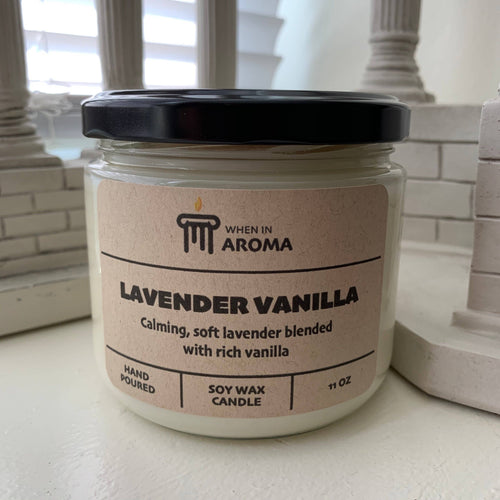 WHEN IN
AROMA
LAVENDER VANILLA
Calming, soft lavender blended
with rich vanilla
HAND
POURED
SOY WAX
CANDLE
11 OZ